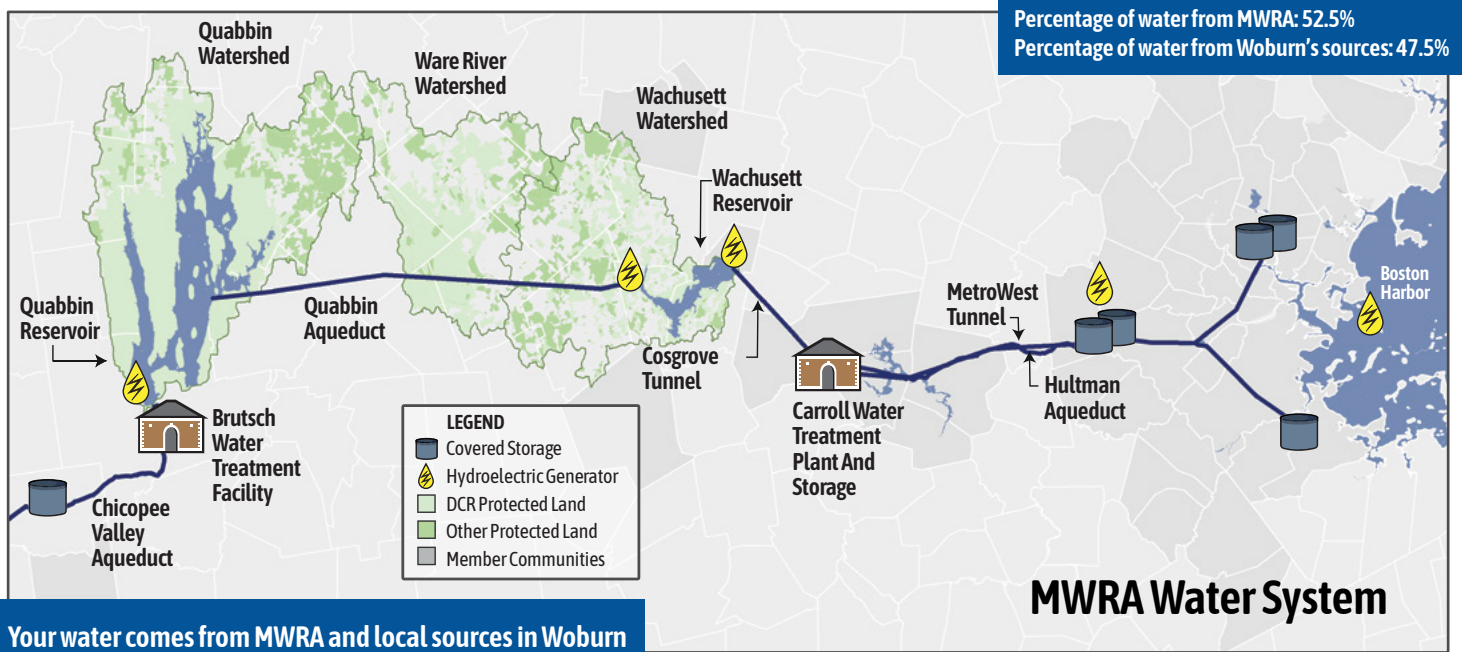 Percentage of water from MWRA: 52.5%
Percentage of water from Woburn's sources: 47.5%
Quabbin
Watershed
Ware River
Watershed
Wachusett
Watershed
Wachusett
Reservoir
Quabbin
Reservoir
Quabbin
Aqueduct
Cosgrove
Tunnel
MetroWest
Tunnel
Hultman
Aqueduct
Boston
Harbor
Brutsch
Water
Treatment
Facility
Carroll Water
Treatment
Plant And
Storage
Chicopee
Valley
Aqueduct
LEGEND
Covered Storage
Hydroelectric Generator
DCR Protected Land
Other Protected Land
Member Communities
MWRA Water System
Your water comes from MWRA and local sources in Woburn